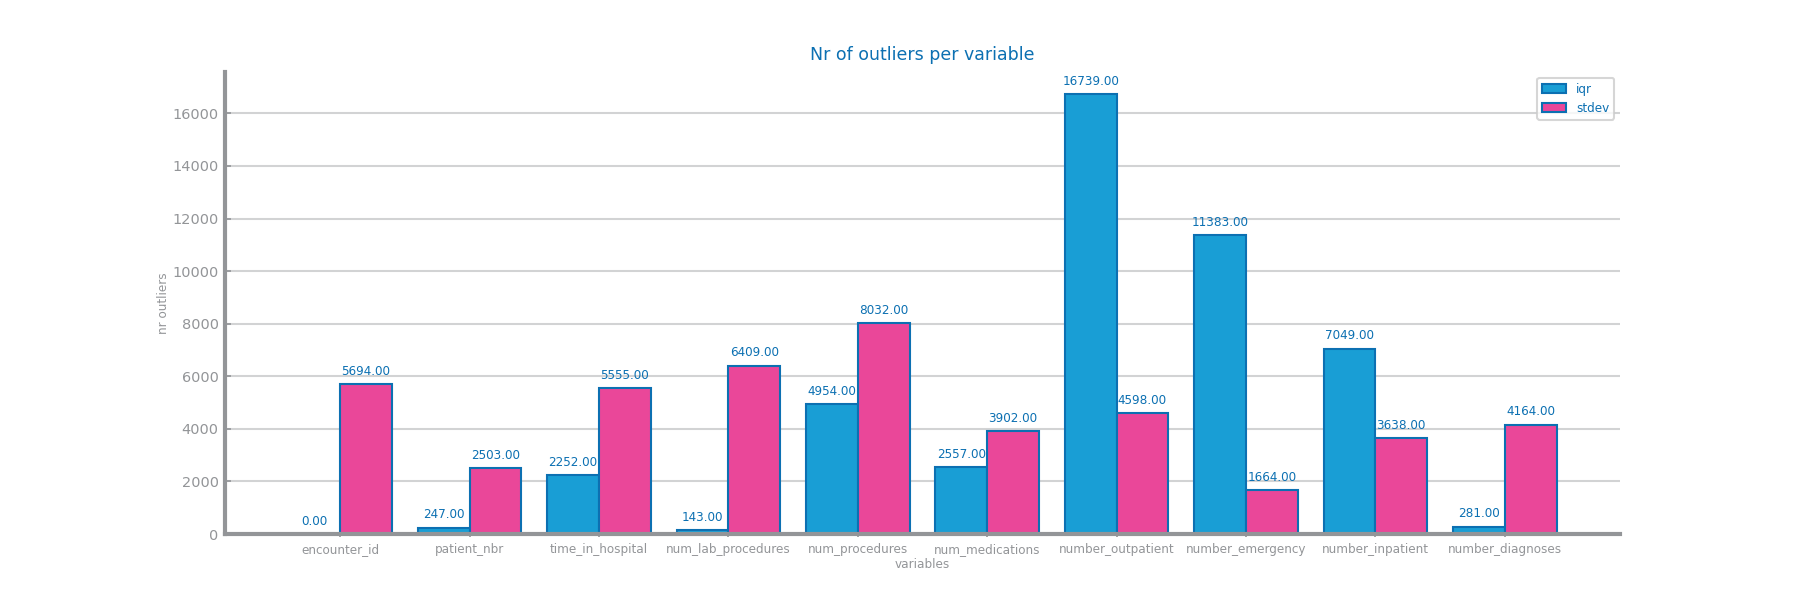 Nr of outliers per variable
iqr
stdev
nr outliers
16000
14000
12000
10000
8000
6000
4000
2000
0
0.00
5694.00
247.00
2503.00
2252.00
5555.00
143.00
6409.00
4954.00
8032.00
2557.00
3902.00
16739.00
4598.00
11383.00
1664.00
7049.00
3638.00
281.00
4164.00
encounter_id
patient_nbr
time_in_hospital
num_lab_procedures
num_procedures
num_medications
number_outpatient
number_emergency
number_inpatient
number_diagnoses
variables